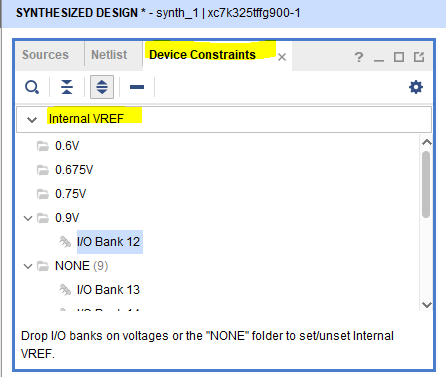 SYNTHESIZED DESIGN * - synth_1 | xc7k325tffg900-1
Sources Netlist Device Constraints × ? _
Internal VREF
0.6V
0.675V
0.75V
0.9V
I/O Bank 12
NONE (9)
I/O Bank 13
Drop I/O banks on voltages or the "NONE" folder to set/unset Internal
VREF.